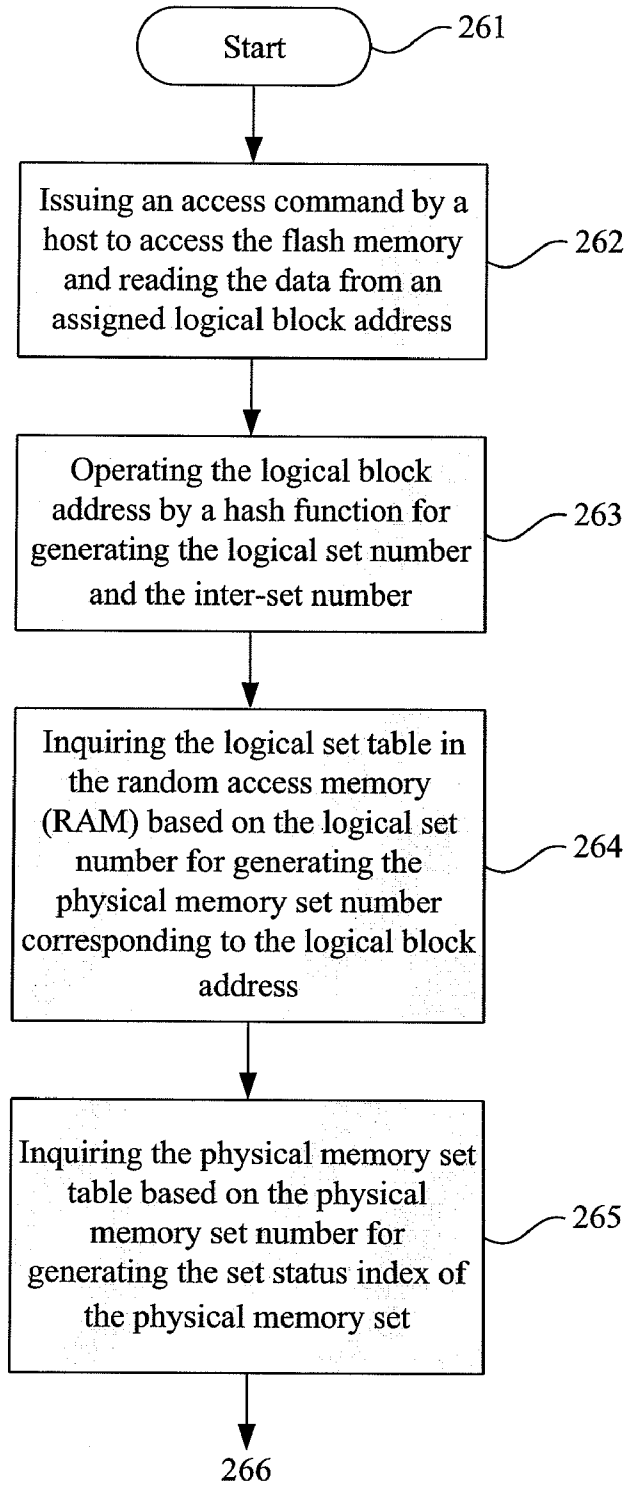 Start
261
Issuing an access command by a
host to access the flash memory
and reading the data from an
assigned logical block address
262
Operating the logical block
address by a hash function for
generating the logical set number
and the inter-set number
263
Inquiring the logical set table in
the random access memory
(RAM) based on the logical set
number for generating the
physical memory set number
corresponding to the logical block
address
264
Inquiring the physical memory set
table based on the physical
memory set number for
generating the set status index of
the physical memory set
265
266